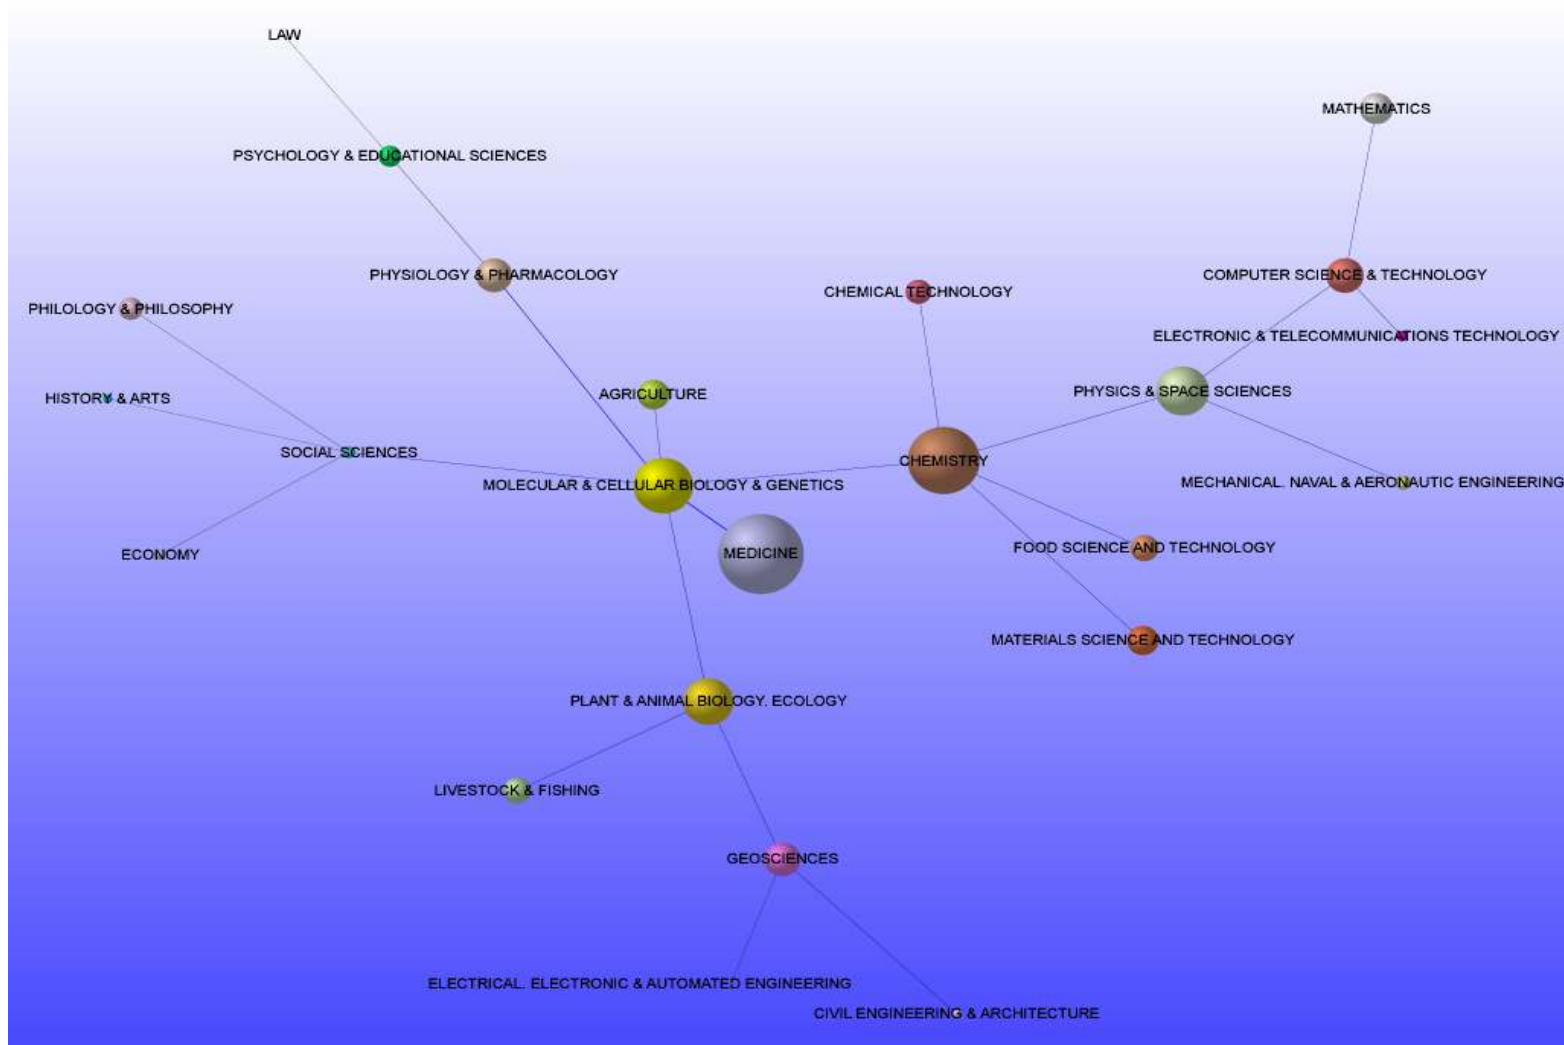 LAW
MATHEMATICS
PSYCHOLOGY & EDUCATIONAL SCIENCES
PHYSIOLOGY & PHARMACOLOGY
COMPUTER SCIENCE & TECHNOLOGY
CHEMICAL TECHNOLOGY
PHILOLOGY & PHILOSOPHY
ELECTRONIC & TELECOMMUNICATIONS TECHNOLOGY
AGRICULTURE
PHYSICS & SPACE SCIENCES
HISTORY & ARTS
SOCIAL SCIENCES
CHEMISTRY
MOLECULAR & CELLULAR BIOLOGY & GENETICS
MECHANICAL. NAVAL & AERONAUTIC ENGINEERING
ECONOMY
MEDICINE
FOOD SCIENCE AND TECHNOLOGY
MATERIALS SCIENCE AND TECHNOLOGY
PLANT & ANIMAL BIOLOGY. ECOLOGY
LIVESTOCK & FISHING
GEOSCIENCES
ELECTRICAL. ELECTRONIC & AUTOMATED ENGINEERING
CIVIL ENGINEERING & ARCHITECTURE